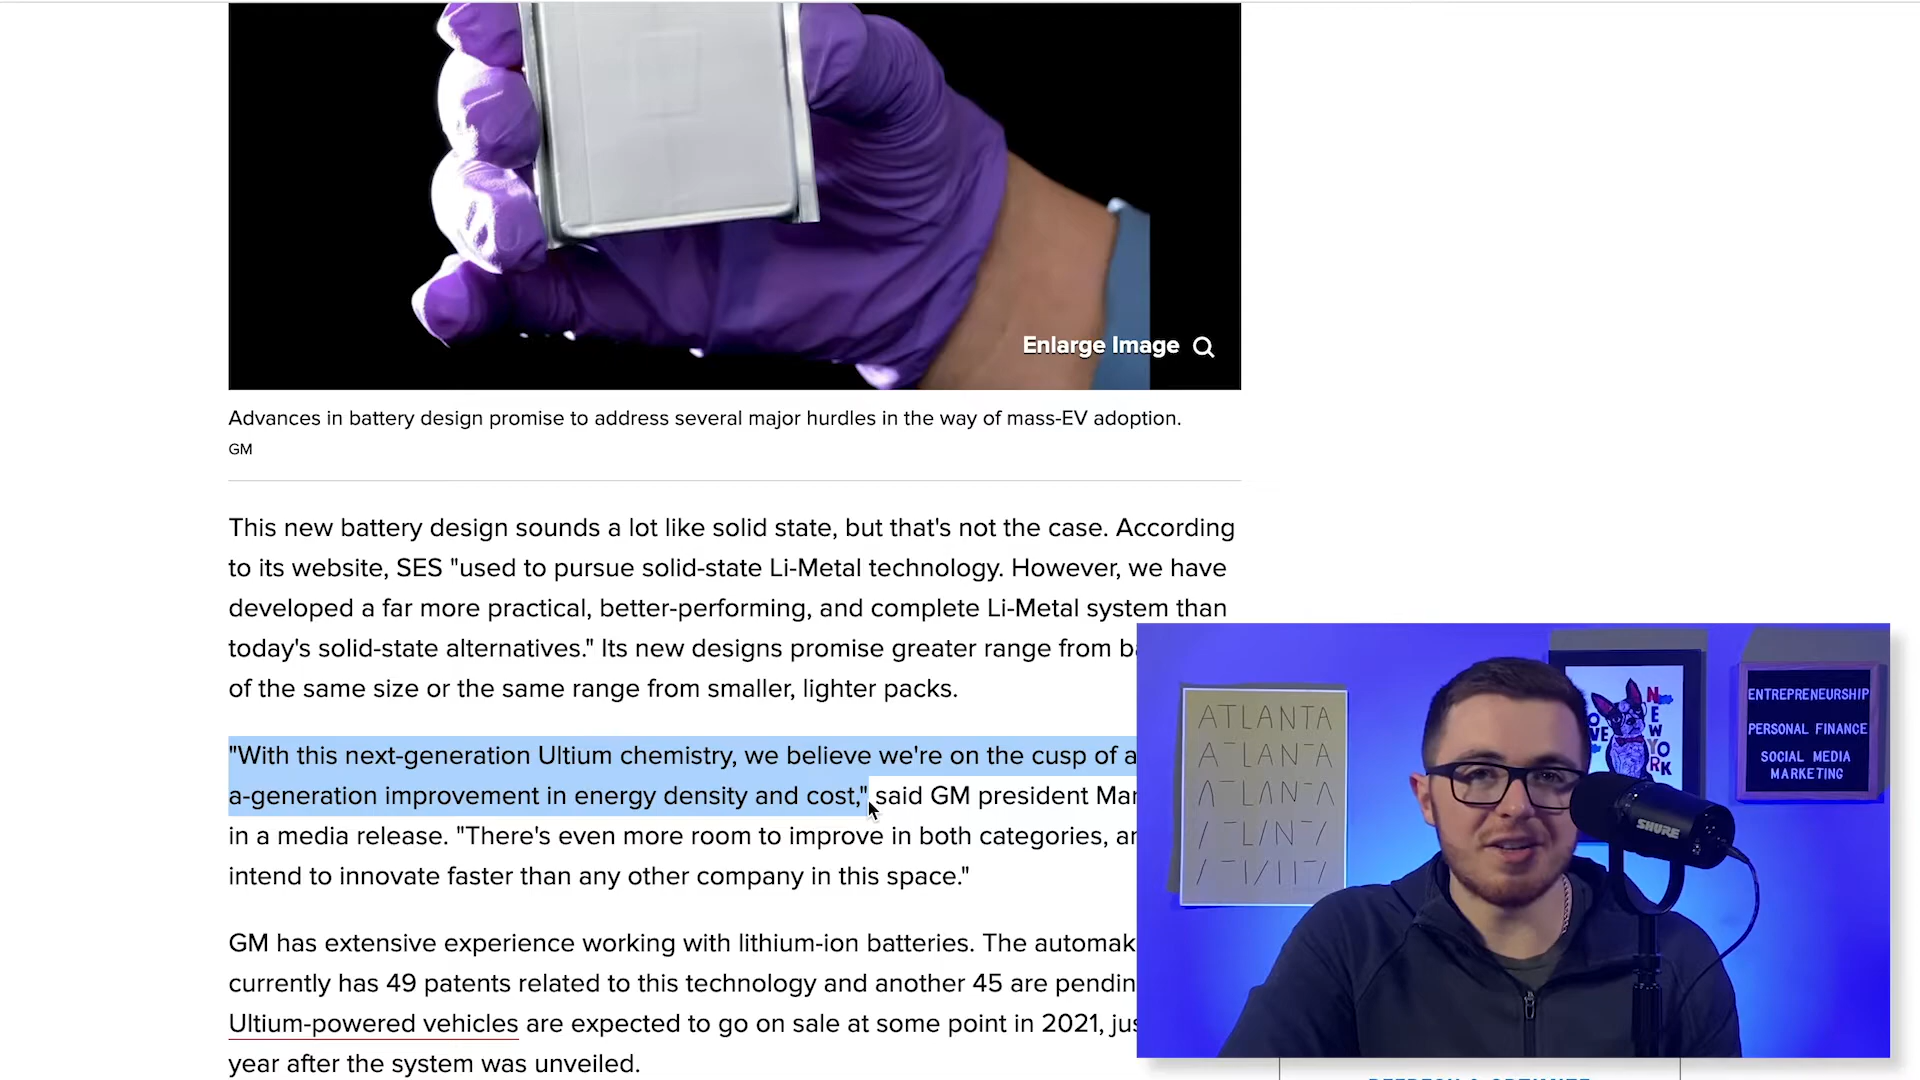 Enlarge Image
Advances in battery design promise to address several major hurdles in the way of mass-EV adoption.
GM
This new battery design sounds a lot like solid state, but that's not the case. According
to its website, SES "used to pursue solid-state Li-Metal technology. However, we have
developed a far more practical, better-performing, and complete Li-Metal system than
today's solid-state alternatives." Its new designs promise greater range from
of the same size or the same range from smaller, lighter packs.
"With this next-generation Ultium chemistry, we believe we're on the cusp of a
a-generation improvement in energy density and cost," said GM president
in a media release. "There's even more room to improve in both categories,
intend to innovate faster than any other company in this space."
GM has extensive experience working with lithium-ion batteries. The
currently has 49 patents related to this technology and another 45 are
Ultium-powered vehicles are expected to go on sale at some point in 2021,
year after the system was unveiled.
ATLANTA
NEW YORK
ENTREPRENEURSHIP
PERSONAL FINANCE
SOCIAL MEDIA
MARKETING
SHURE